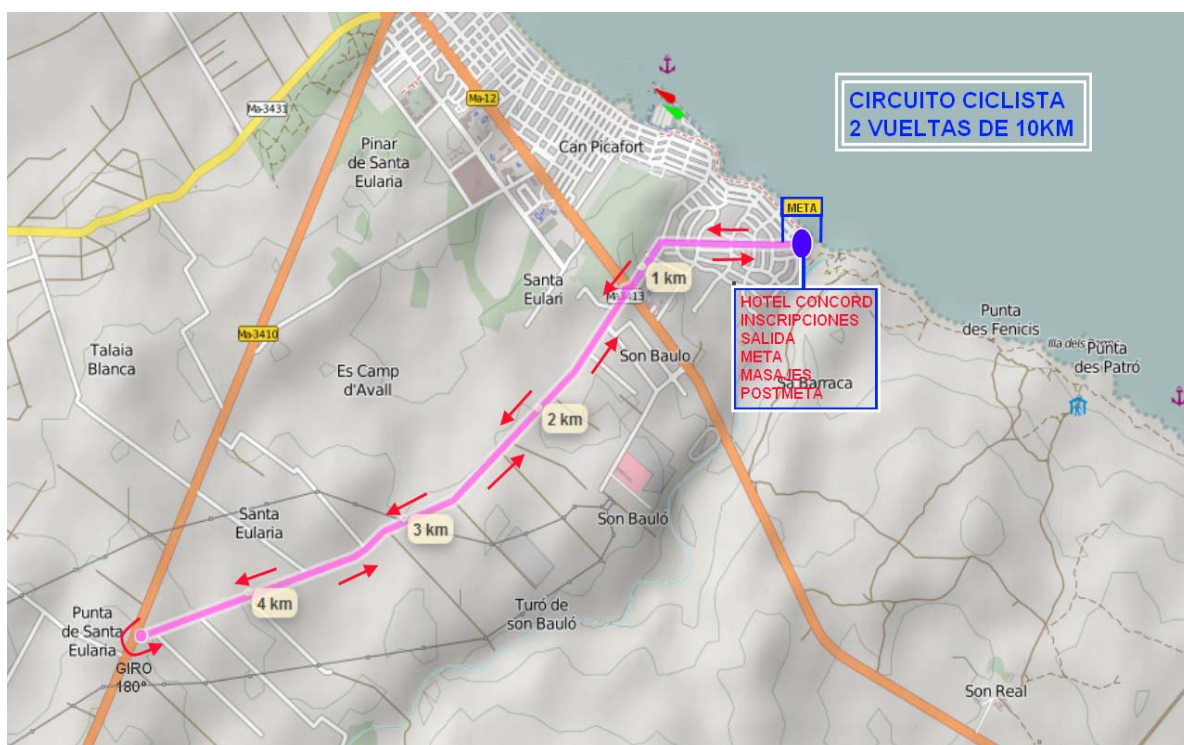 CIRCUITO CICLISTA
2 VUELTAS DE 10KM
Ma-3431
Ma-12
Can Picafort
Pinar
de Santa
Eularia
META
1 km
Santa
Eulari
HOTEL CONCORD
INSCRIPCIONES
SALIDA
META
MASAJES
POSTMETA
Punta
des Fenicis
Illa dels
Punta
des Patró
Ma-3410
Talaia
Blanca
Es Camp
d'Avall
Son Baulo
Sa Barraca
2 km
Santa
Eularia
3 km
Son Bauló
4 km
Turó de
son Bauló
Punta
de Santa
Eularia
GIRO
180º
Son Real